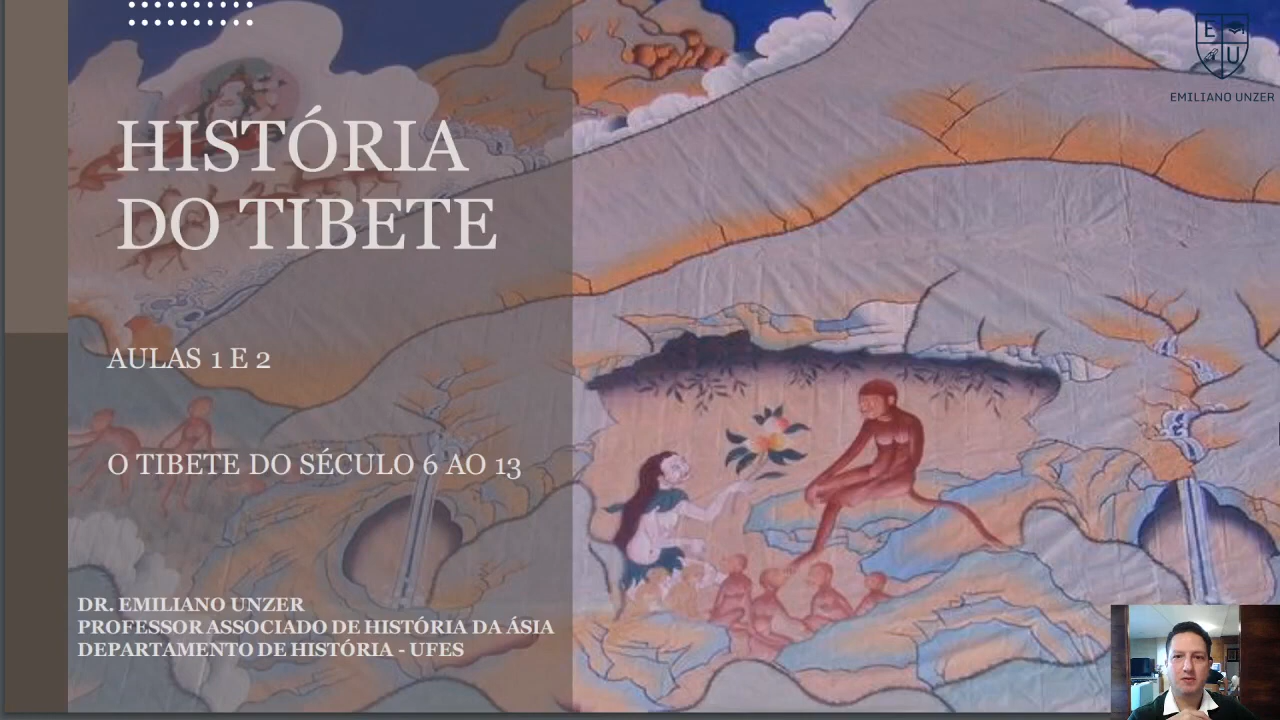 E U
EMILIANO UNZER
HISTÓRIA
DO TIBETE
AULAS 1 E 2
O TIBETE DO SÉCULO 6 AO 13
DR. EMILIANO UNZER
PROFESSOR ASSOCIADO DE HISTÓRIA DA ÁSIA
DEPARTAMENTO DE HISTÓRIA - UFES